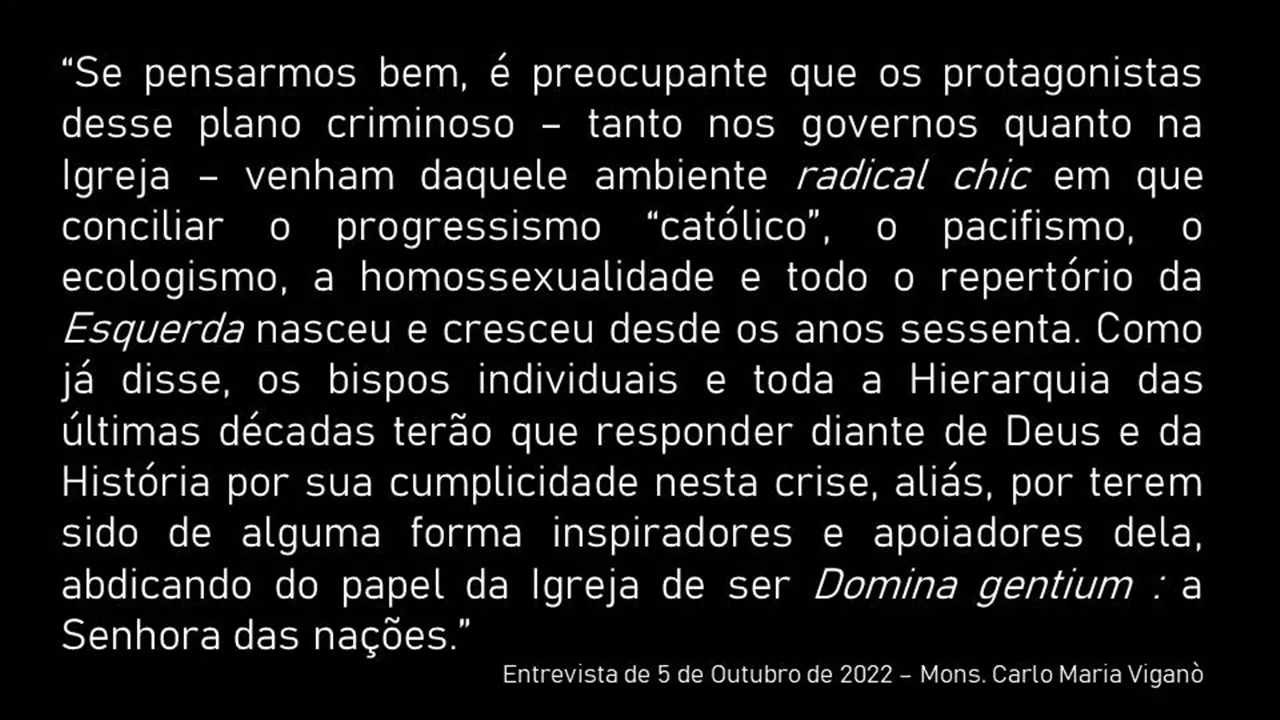 “Se pensarmos bem, é preocupante que os protagonistas
desse plano criminoso – tanto nos governos quanto na
Igreja – venham daquele ambiente radical chic em que
conciliar o progressismo “católico”, o pacifismo, o
ecologismo, a homossexualidade e todo o repertório da
Esquerda nasceu e cresceu desde os anos sessenta. Como
já disse, os bispos individuais e toda a Hierarquia das
últimas décadas terão que responder diante de Deus e da
História por sua cumplicidade nesta crise, aliás, por terem
sido de alguma forma inspiradores e apoiadores dela,
abdicando do papel da Igreja de ser Domina gentium : a
Senhora das nações.”
Entrevista de 5 de Outubro de 2022 – Mons. Carlo Maria Viganò